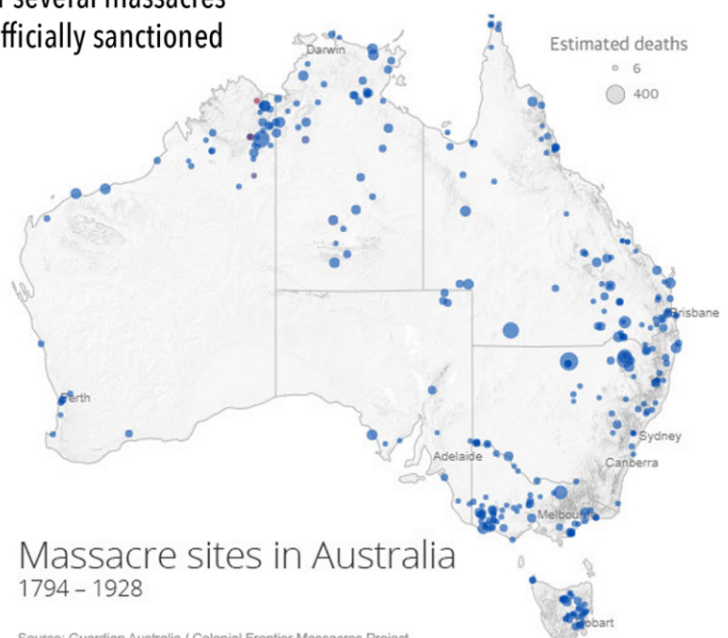 several massacres
fficially sanctioned
Darwin
Estimated deaths
6
400
Brisbane
Perth
Sydney
Adelaide
Canberra
Melbourne
Massacre sites in Australia
1794 – 1928
Hobart
Source: Guardian Australia / Colonial Frontier Massacres Project